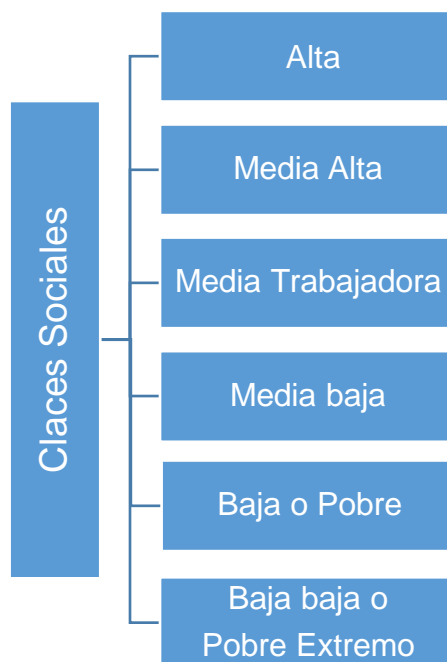 Claces Sociales
Alta
Media Alta
Media Trabajadora
Media baja
Baja o Pobre
Baja baja o
Pobre Extremo